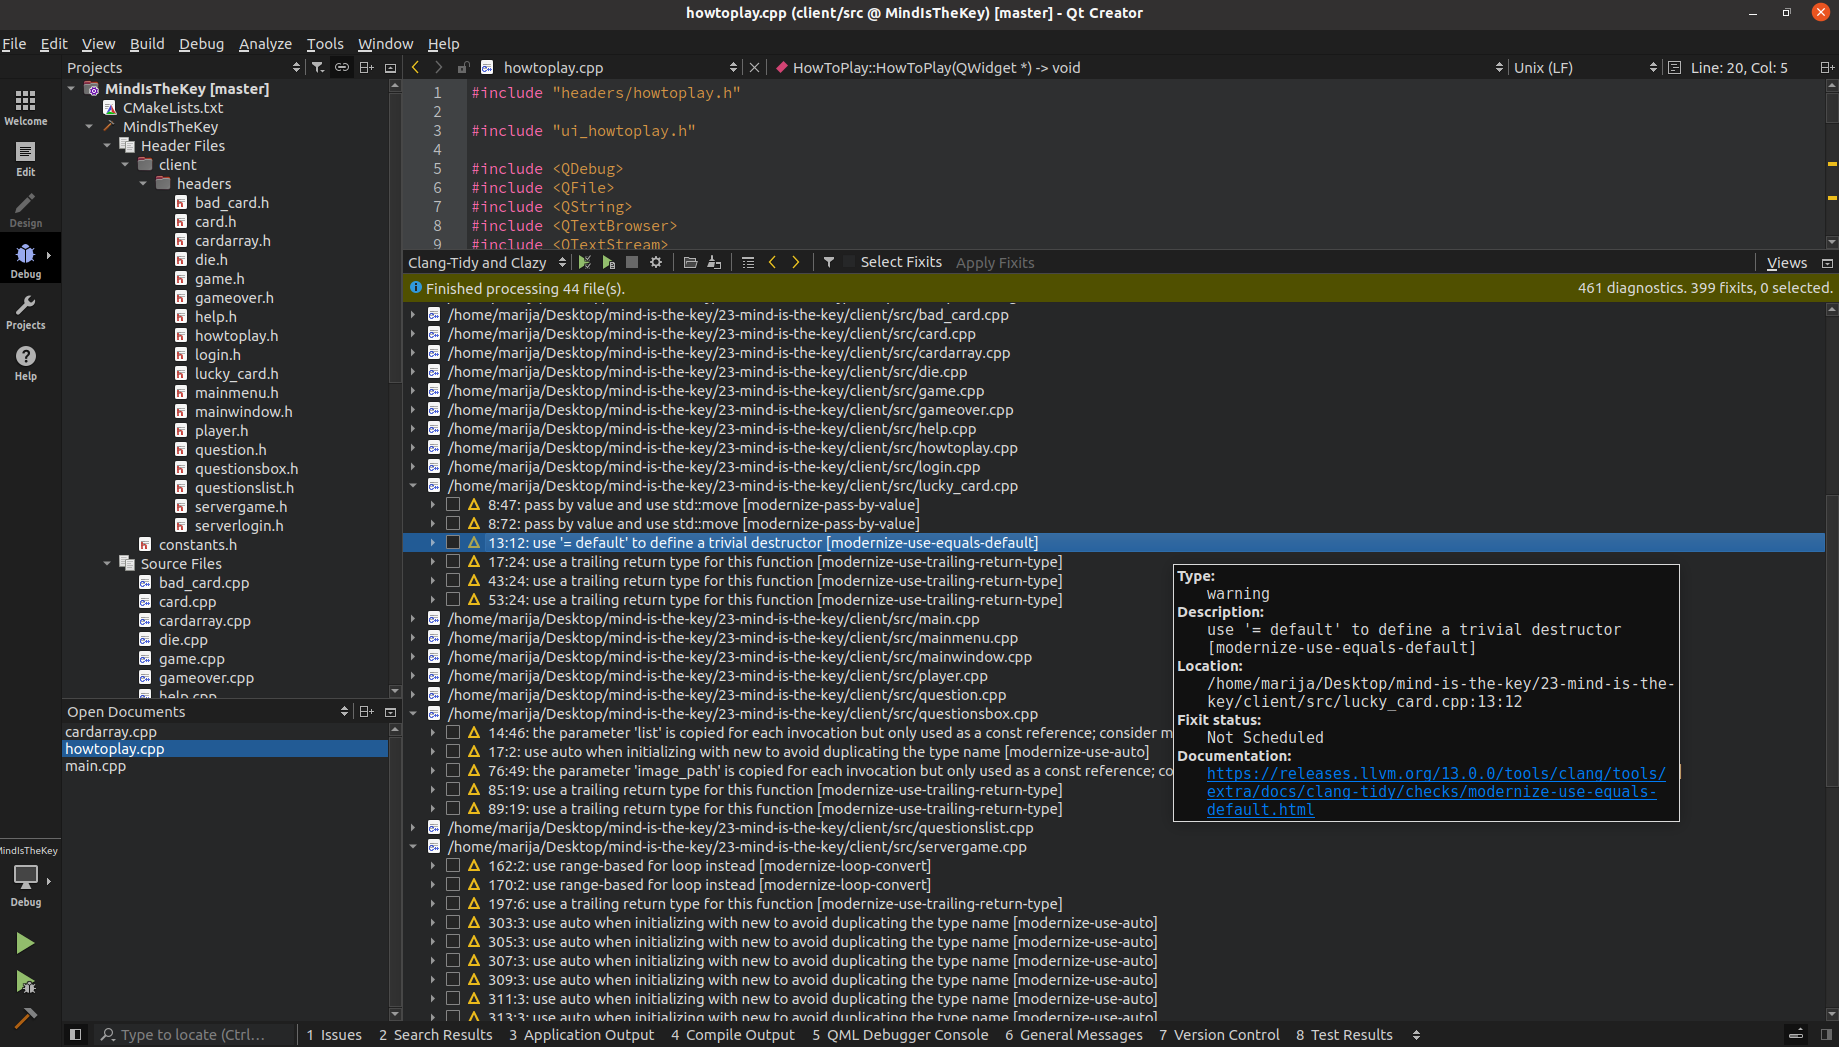 howtoplay.cpp (client/src @ MindIsTheKey) [master] - Qt Creator
File Edit View Build Debug Analyze Tools Window Help
Welcome
Edit
Design
Debug
Projects
Help
MindIsTheKey
Debug
Projects
MindIsTheKey [master]
CMakeLists.txt
MindIsTheKey
Header Files
client
headers
bad_card.h
card.h
cardarray.h
die.h
game.h
gameover.h
help.h
howtoplay.h
login.h
lucky_card.h
mainmenu.h
mainwindow.h
player.h
question.h
questionsbox.h
questionslist.h
servergame.h
serverlogin.h
constants.h
Source Files
bad_card.cpp
card.cpp
cardarray.cpp
die.cpp
game.cpp
gameover.cpp
help.cpp
Open Documents
cardarray.cpp
howtoplay.cpp
main.cpp
howtoplay.cpp HowToPlay::HowToPlay(QWidget *) -> void Unix (LF) Line: 20, Col: 5
1 #include "headers/howtoplay.h"
2
3 #include "ui_howtoplay.h"
4
5 #include <QDebug>
6 #include <QFile>
7 #include <QString>
8 #include <QTextBrowser>
9 #include <QTextStream>
Clang-Tidy and Clazy Select Fixits Apply Fixits Views
Finished processing 44 file(s). 461 diagnostics. 399 fixits, 0 selected.
/home/marija/Desktop/mind-is-the-key/23-mind-is-the-key/client/src/bad_card.cpp
/home/marija/Desktop/mind-is-the-key/23-mind-is-the-key/client/src/card.cpp
/home/marija/Desktop/mind-is-the-key/23-mind-is-the-key/client/src/cardarray.cpp
/home/marija/Desktop/mind-is-the-key/23-mind-is-the-key/client/src/die.cpp
/home/marija/Desktop/mind-is-the-key/23-mind-is-the-key/client/src/game.cpp
/home/marija/Desktop/mind-is-the-key/23-mind-is-the-key/client/src/gameover.cpp
/home/marija/Desktop/mind-is-the-key/23-mind-is-the-key/client/src/help.cpp
/home/marija/Desktop/mind-is-the-key/23-mind-is-the-key/client/src/howtoplay.cpp
/home/marija/Desktop/mind-is-the-key/23-mind-is-the-key/client/src/login.cpp
/home/marija/Desktop/mind-is-the-key/23-mind-is-the-key/client/src/lucky_card.cpp
8:47: pass by value and use std::move [modernize-pass-by-value]
8:72: pass by value and use std::move [modernize-pass-by-value]
13:12: use '= default' to define a trivial destructor [modernize-use-equals-default]
17:24: use a trailing return type for this function [modernize-use-trailing-return-type]
43:24: use a trailing return type for this function [modernize-use-trailing-return-type]
53:24: use a trailing return type for this function [modernize-use-trailing-return-type]
/home/marija/Desktop/mind-is-the-key/23-mind-is-the-key/client/src/main.cpp
/home/marija/Desktop/mind-is-the-key/23-mind-is-the-key/client/src/mainmenu.cpp
/home/marija/Desktop/mind-is-the-key/23-mind-is-the-key/client/src/mainwindow.cpp
/home/marija/Desktop/mind-is-the-key/23-mind-is-the-key/client/src/player.cpp
/home/marija/Desktop/mind-is-the-key/23-mind-is-the-key/client/src/question.cpp
/home/marija/Desktop/mind-is-the-key/23-mind-is-the-key/client/src/questionsbox.cpp
14:46: the parameter 'list' is copied for each invocation but only used as a const reference; consider m
17:2: use auto when initializing with new to avoid duplicating the type name [modernize-use-auto]
76:49: the parameter 'image_path' is copied for each invocation but only used as a const reference; co
85:19: use a trailing return type for this function [modernize-use-trailing-return-type]
89:19: use a trailing return type for this function [modernize-use-trailing-return-type]
/home/marija/Desktop/mind-is-the-key/23-mind-is-the-key/client/src/questionslist.cpp
/home/marija/Desktop/mind-is-the-key/23-mind-is-the-key/client/src/servergame.cpp
162:2: use range-based for loop instead [modernize-loop-convert]
170:2: use range-based for loop instead [modernize-loop-convert]
197:6: use a trailing return type for this function [modernize-use-trailing-return-type]
303:3: use auto when initializing with new to avoid duplicating the type name [modernize-use-auto]
305:3: use auto when initializing with new to avoid duplicating the type name [modernize-use-auto]
307:3: use auto when initializing with new to avoid duplicating the type name [modernize-use-auto]
309:3: use auto when initializing with new to avoid duplicating the type name [modernize-use-auto]
311:3: use auto when initializing with new to avoid duplicating the type name [modernize-use-auto]
313:3: use auto when initializing with new to avoid duplicating the type name [modernize-use-auto]
Type:
warning
Description:
use '= default' to define a trivial destructor
[modernize-use-equals-default]
Location:
/home/marija/Desktop/mind-is-the-key/23-mind-is-the-
key/client/src/lucky_card.cpp:13:12
Fixit status:
Not Scheduled
Documentation:
https://releases.llvm.org/13.0.0/tools/clang/tools/
extra/docs/clang-tidy/checks/modernize-use-equals-
default.html
Type to locate (Ctrl... 1 Issues 2 Search Results 3 Application Output 4 Compile Output 5 QML Debugger Console 6 General Messages 7 Version Control 8 Test Results